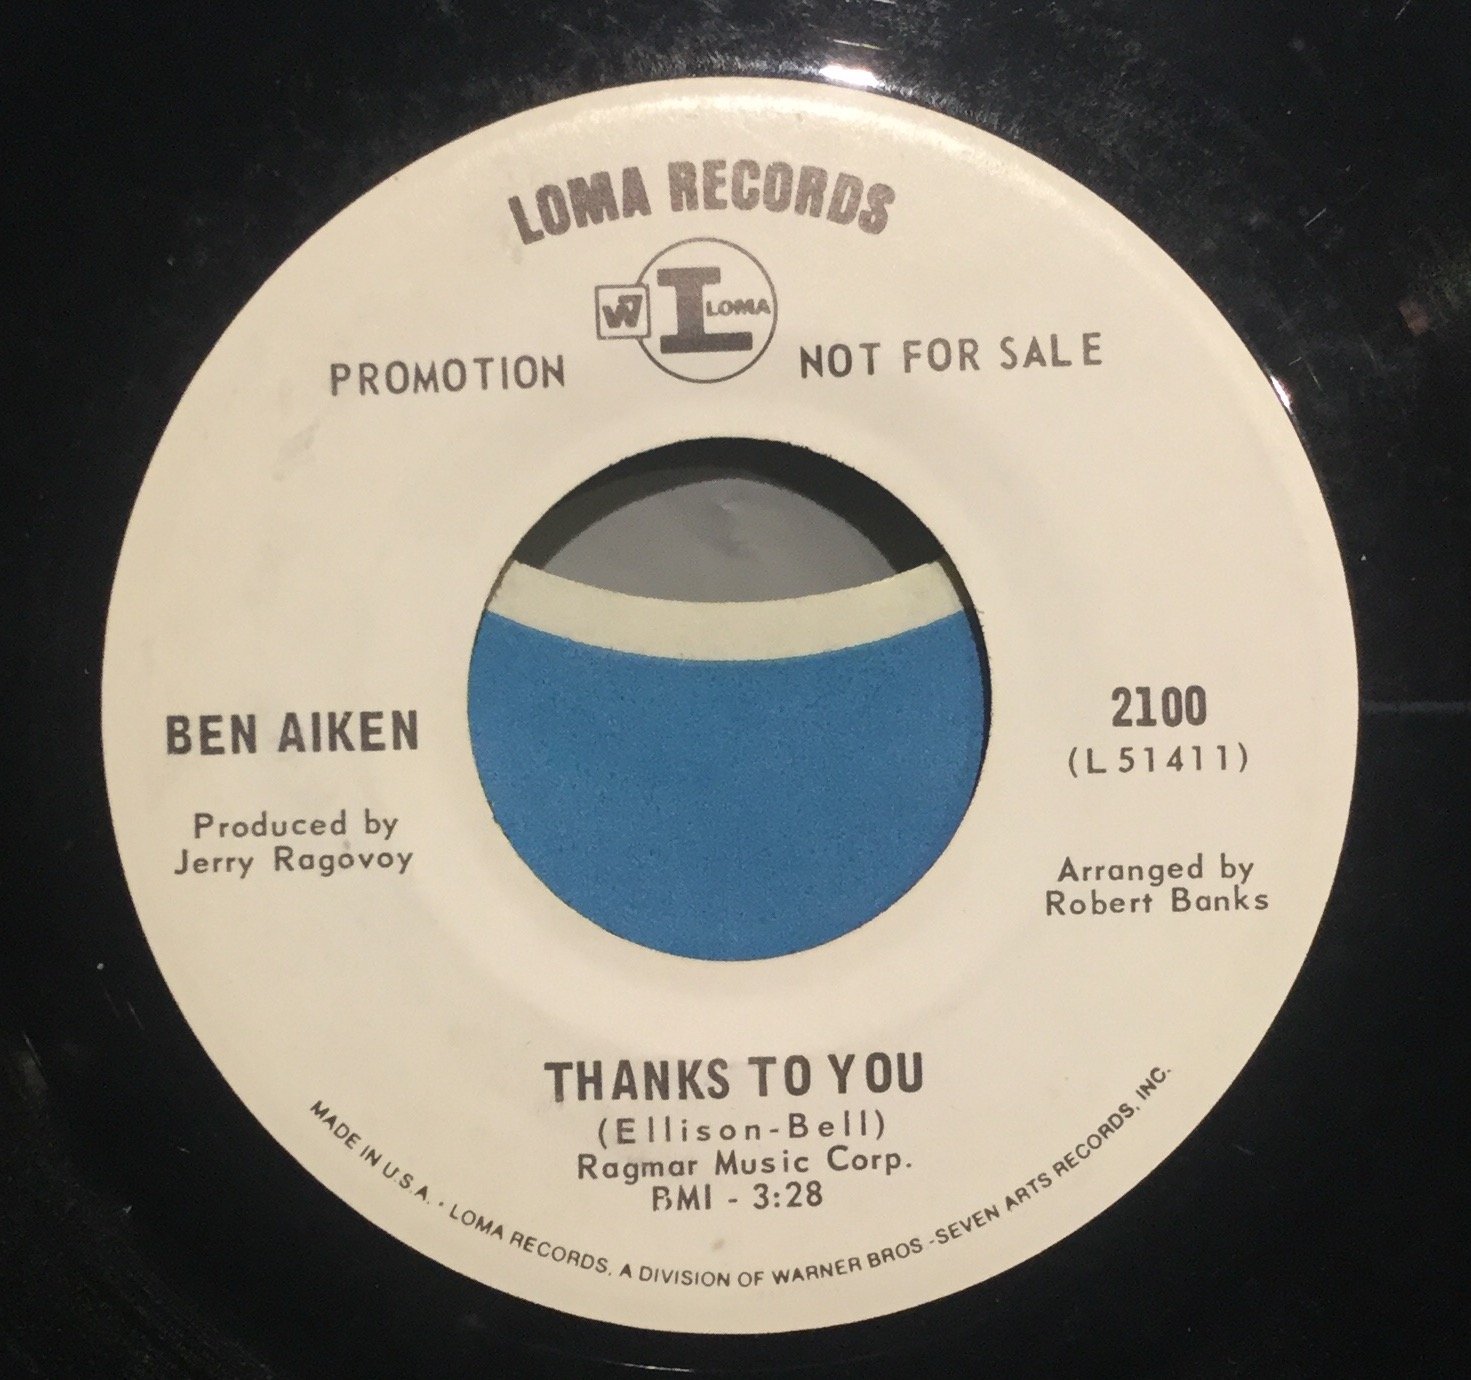 LOMA RECORDS
W7 L LOMA
PROMOTION NOT FOR SALE
BEN AIKEN
Produced by
Jerry Ragovoy
2100
(L 51411)
Arranged by
Robert Banks
THANKS TO YOU
(Ellison-Bell)
Ragmar Music Corp.
BMI - 3:28
MADE IN U.S.A. · LOMA RECORDS, A DIVISION OF WARNER BROS.-SEVEN ARTS RECORDS, INC.